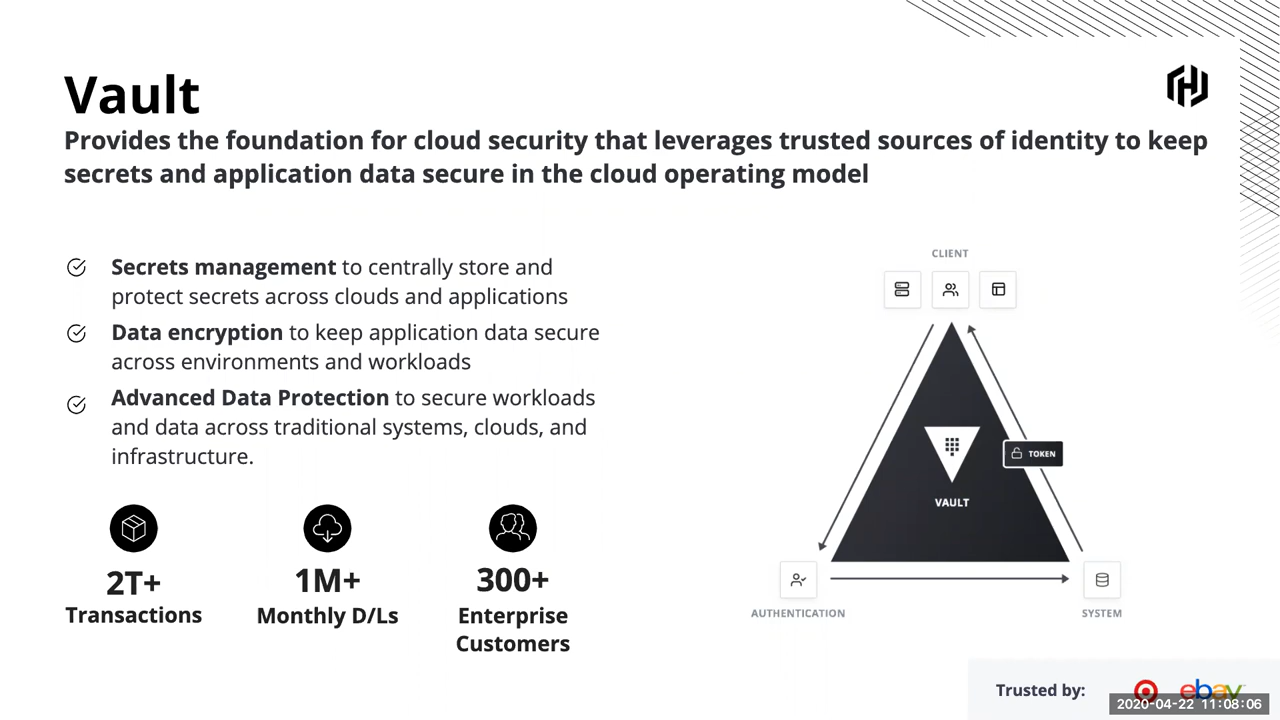 Vault
Provides the foundation for cloud security that leverages trusted sources of identity to keep
secrets and application data secure in the cloud operating model
Secrets management to centrally store and
protect secrets across clouds and applications
Data encryption to keep application data secure
across environments and workloads
Advanced Data Protection to secure workloads
and data across traditional systems, clouds, and
infrastructure.
2T+
Transactions
1M+
Monthly D/Ls
300+
Enterprise
Customers
CLIENT
TOKEN
VAULT
AUTHENTICATION
SYSTEM
Trusted by:
ebay
2020-04-22 11:08:06